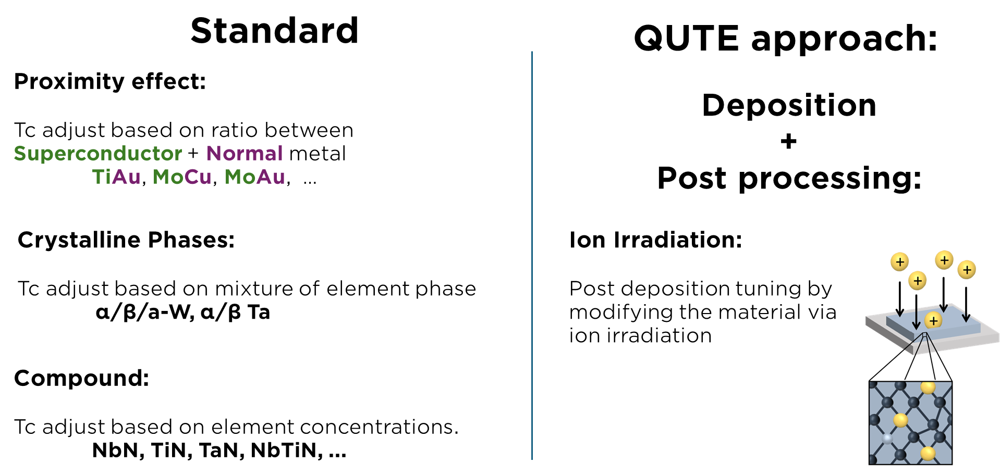 Standard
Proximity effect:
Tc adjust based on ratio between
Superconductor + Normal metal
TiAu, MoCu, MoAu, ...
Crystalline Phases:
Tc adjust based on mixture of element phase
α/β/a-W, α/β Ta
Compound:
Tc adjust based on element concentrations.
NbN, TiN, TaN, NbTiN, ...
QUTE approach:
Deposition
+
Post processing:
Ion Irradiation:
Post deposition tuning by
modifying the material via
ion irradiation
+
+
+
+
+